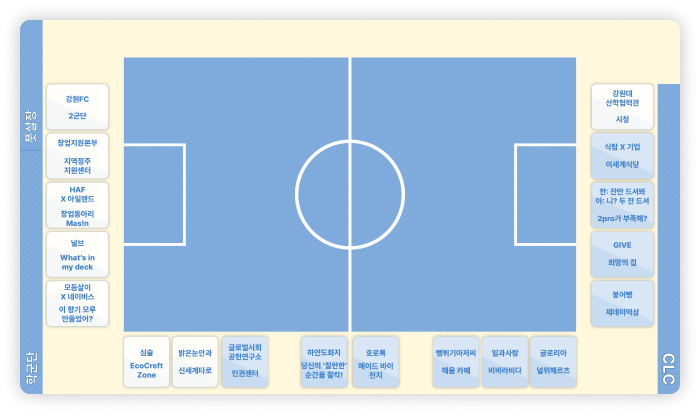 풋살장
학군단
강원FC
2군단
창업지원본부
지역정주
지원센터
HAF
X 아일랜드
창업동아리
Mas!n
널브
What's in
my deck
모듬살이
X 네이버스
이 향기 모루
만들었어?
강원대
산학협력관
시청
식탐 X 기업
이세계식당
한: 잔만 드셔봐
아: 니? 두 잔 드셔
2pro가 부족해?
GIVE
희망의 집
붕어빵
제데미떡삼
심술
EcoCreft
Zone
밝은눈안과
신세계타로
글로벌사회
공헌연구소
인권센터
하얀도화지
당신의 '찰란한'
순간을 찰칵!
호로록
메이드 바이
천지
뻥튀기아저씨
해음 카페
일과사랑
비바라비다
글로리아
널위해르츠
CLC